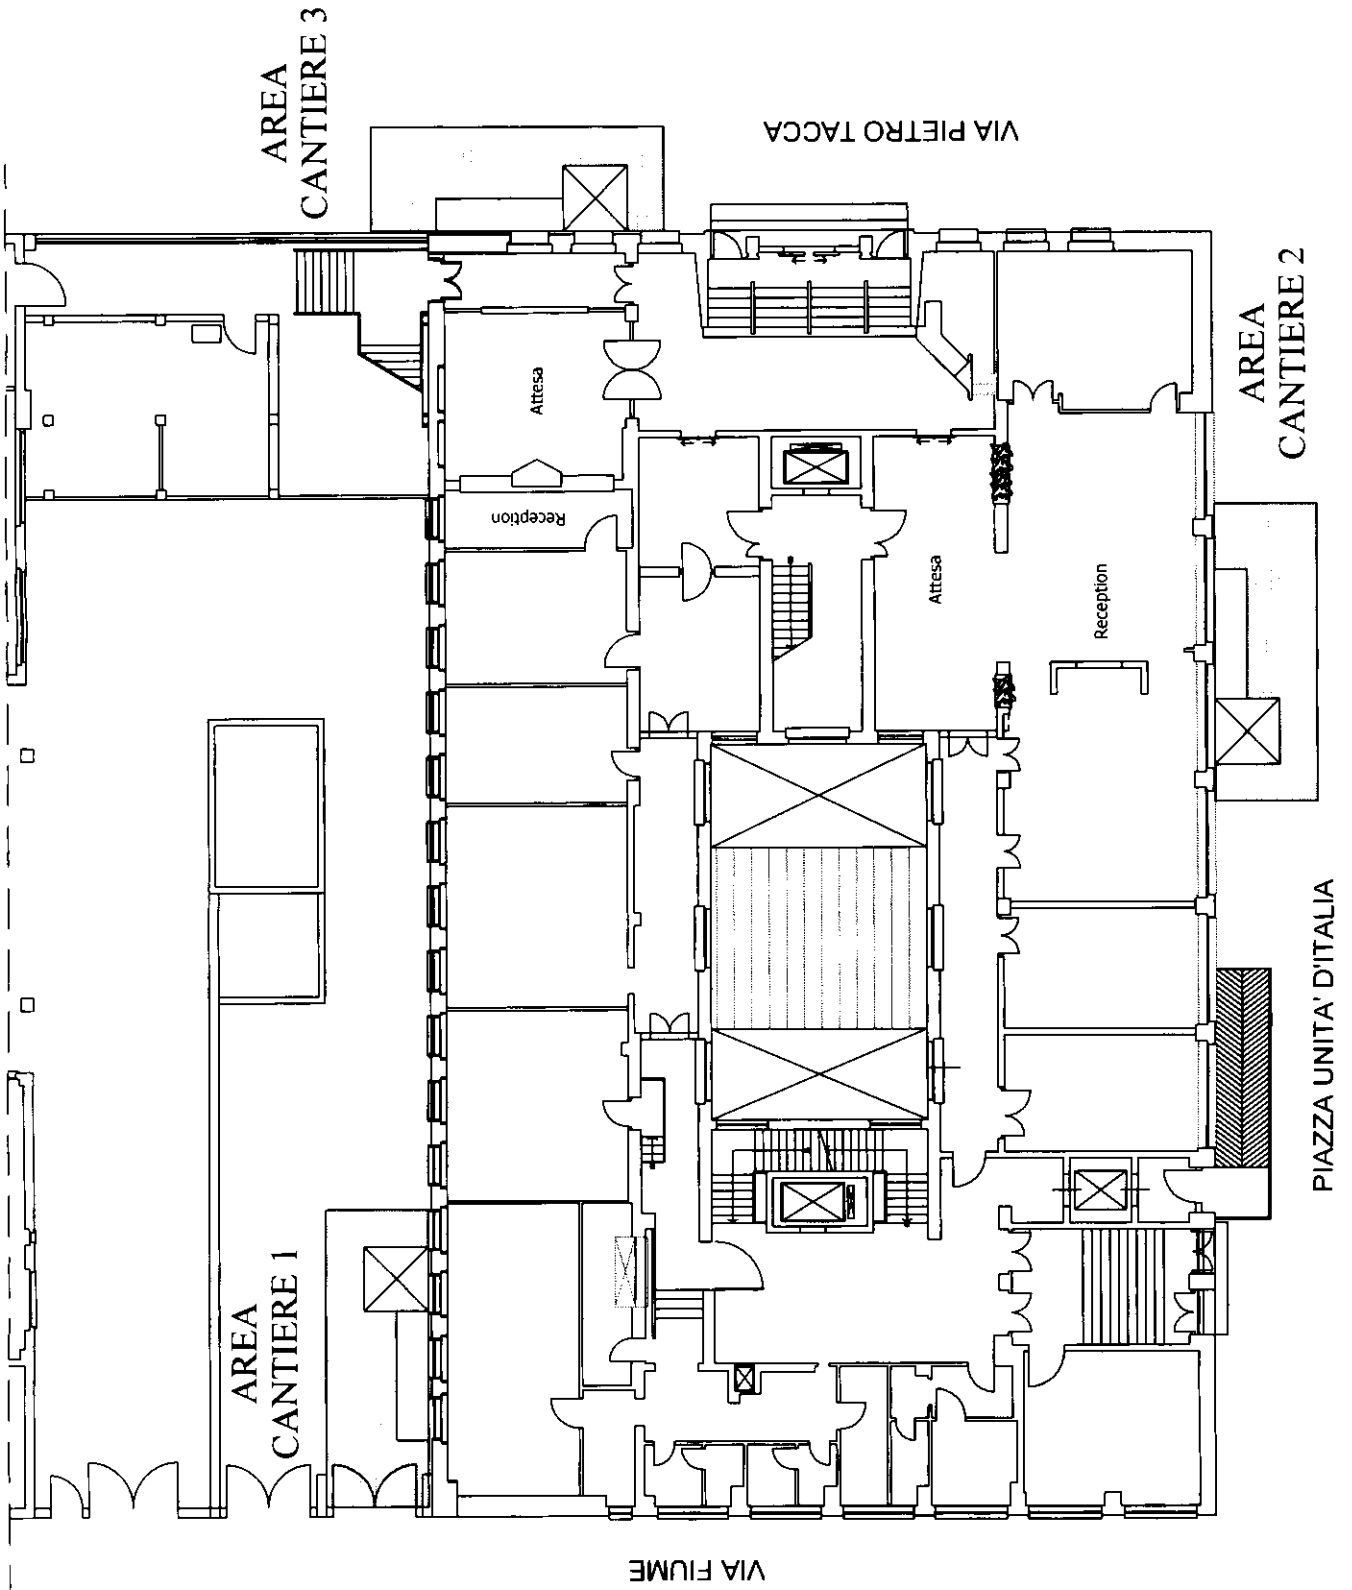 AREA
CANTIERE 3
VIA PIETRO TACCA
AREA
CANTIERE 2
Attesa
Reception
Attesa
Reception
PIAZZA UNITA' D'ITALIA
AREA
CANTIERE 1
VIA FIUME